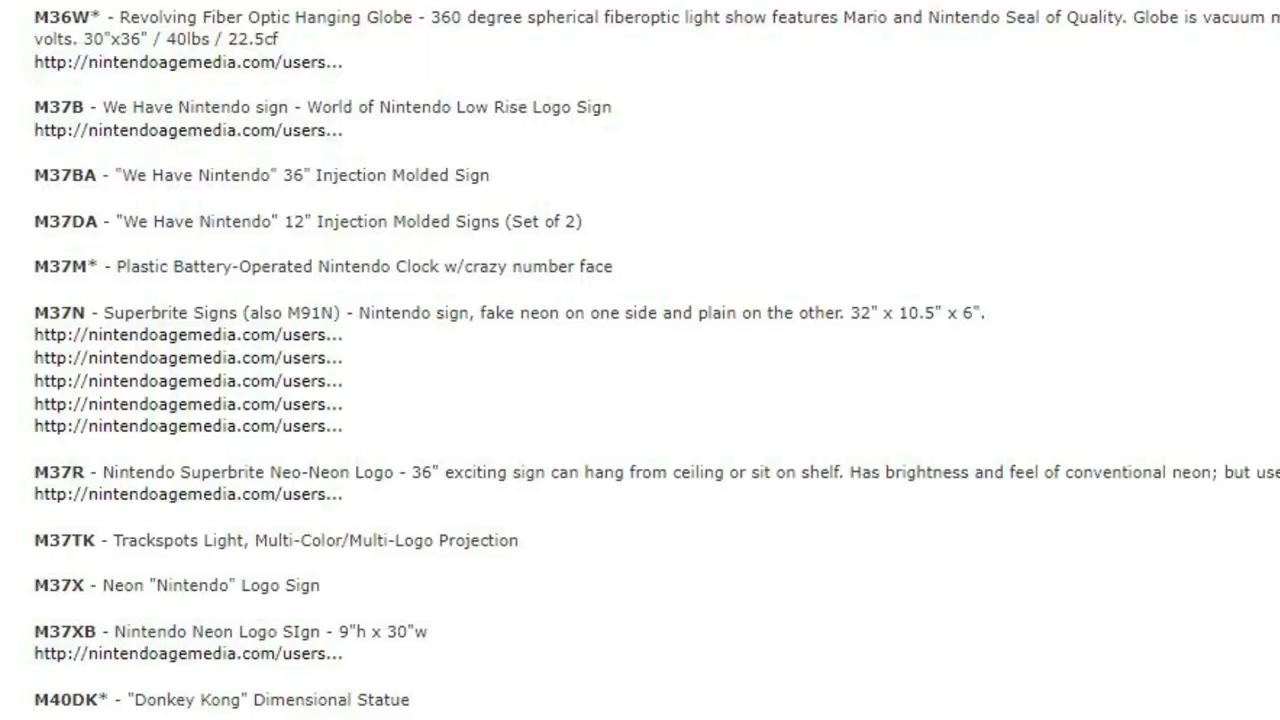 M36W* - Revolving Fiber Optic Hanging Globe - 360 degree spherical fiberoptic light show features Mario and Nintendo Seal of Quality. Globe is vacuum
volts. 30"x36" / 40lbs / 22.5cf
http://nintendoagemedia.com/users...
M37B - We Have Nintendo sign - World of Nintendo Low Rise Logo Sign
http://nintendoagemedia.com/users...
M37BA - "We Have Nintendo" 36" Injection Molded Sign
M37DA - "We Have Nintendo" 12" Injection Molded Signs (Set of 2)
M37M* - Plastic Battery-Operated Nintendo Clock w/crazy number face
M37N - Superbrite Signs (also M91N) - Nintendo sign, fake neon on one side and plain on the other. 32" x 10.5" x 6".
http://nintendoagemedia.com/users...
http://nintendoagemedia.com/users...
http://nintendoagemedia.com/users...
http://nintendoagemedia.com/users...
http://nintendoagemedia.com/users...
M37R - Nintendo Superbrite Neo-Neon Logo - 36" exciting sign can hang from ceiling or sit on shelf. Has brightness and feel of conventional neon; but use
http://nintendoagemedia.com/users...
M37TK - Trackspots Light, Multi-Color/Multi-Logo Projection
M37X - Neon "Nintendo" Logo Sign
M37XB - Nintendo Neon Logo SIgn - 9"h x 30"w
http://nintendoagemedia.com/users...
M40DK* - "Donkey Kong" Dimensional Statue